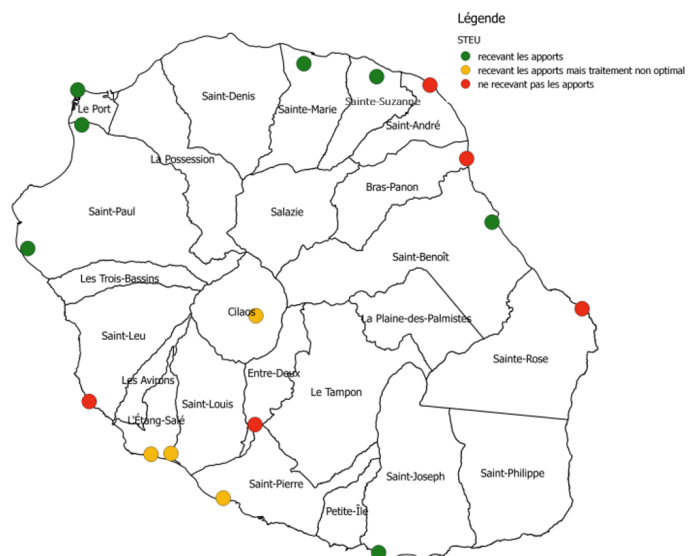 Légende
STEU
recevant les apports
recevant les apports mais traitement non optimal
ne recevant pas les apports
Saint-Denis
Le Port
Sainte-Marie
Sainte-Suzanne
Saint-André
La Possession
Bras-Panon
Saint-Paul
Salazie
Saint-Benoît
Les Trois-Bassins
Cilaos
La Plaine-des-Palmistes
Saint-Leu
Sainte-Rose
Entre-Deux
Les Avirons
Le Tampon
Saint-Louis
L'Étang-Salé
Saint-Joseph
Saint-Philippe
Saint-Pierre
Petite-Île